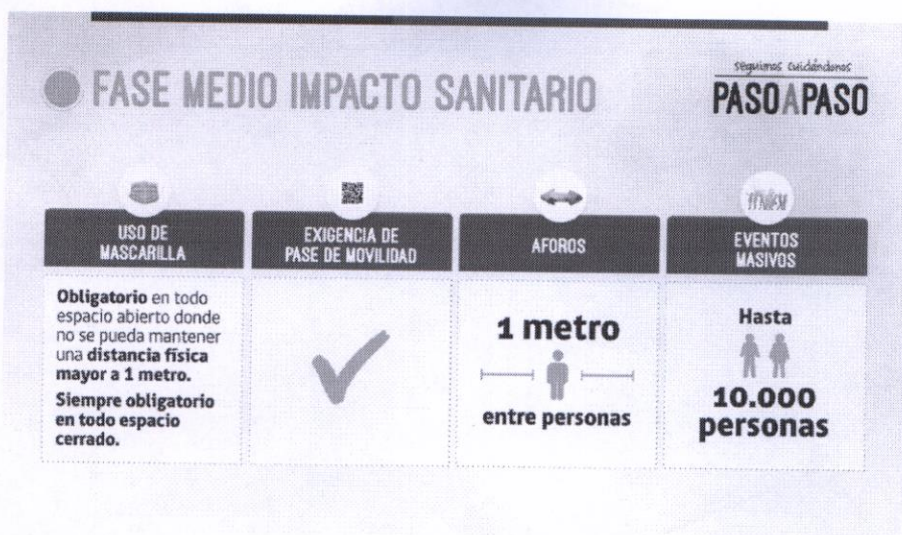 seguimos cuidándonos
PASOAPASO
FASE MEDIO IMPACTO SANITARIO
USO DE
MASCARILLA
Obligatorio en todo
espacio abierto donde
no se pueda mantener
una distancia física
mayor a 1 metro.
Siempre obligatorio
en todo espacio
cerrado.
EXIGENCIA DE
PASE DE MOVILIDAD
AFOROS
1 metro
entre personas
EVENTOS
MASIVOS
Hasta
10.000
personas